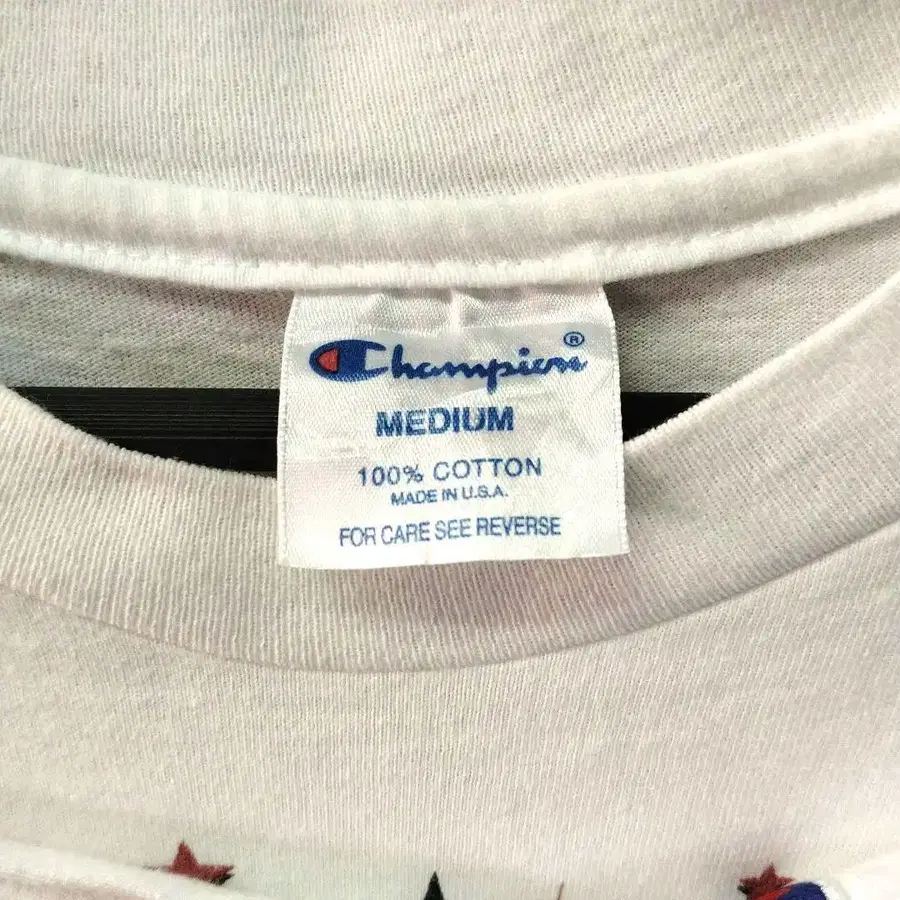 Champion®
MEDIUM
100% COTTON
MADE IN U.S.A.
FOR CARE SEE REVERSE